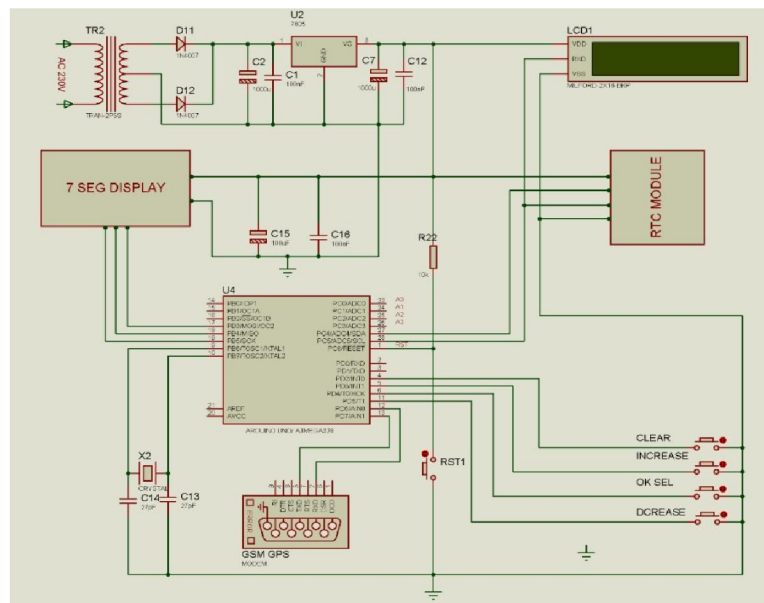 TR2
D11
1N4007
U2
7805
LCD1
AC 230V
C2
1000u
C1
100nF
VI
VO
GND
1
3
2
C7
1000u
C12
100nF
VDD
RXD
VSS
D12
1N4007
TRAN-2P3S
MILFORD-2X16-BKP
7 SEG DISPLAY
RTC MODULE
C15
100uF
C16
100nF
R22
10k
U4
PB0/ICP1
PB1/OC1A
PB2/SS/OC1B
PB3/MOSI/OC2
PB4/MISO
PB5/SCK
PB6/TOSC1/XTAL1
PB7/TOSC2/XTAL2
AREF
AVCC
PC0/ADC0
PC1/ADC1
PC2/ADC2
PC3/ADC3
PC4/ADC4/SDA
PC5/ADC5/SCL
PC6/RESET
PD0/RXD
PD1/TXD
PD2/INT0
PD3/INT1
PD4/T0/XCK
PD5/T1
PD6/AIN0
PD7/AIN1
A0
A1
A2
A3
RST
X2
CRYSTAL
C14
27pF
C13
27pF
RST1
CLEAR
INCREASE
OK SEL
DCREASE
GSM GPS
MODEM